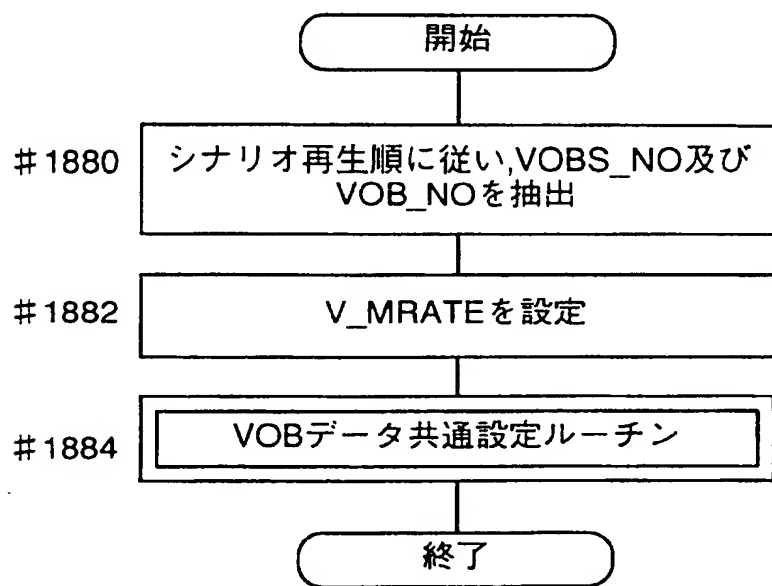 開始
#1880
シナリオ再生順に従い,VOBS_NO及び
VOB_NOを抽出
#1882
V_MRATEを設定
#1884
VOBデータ共通設定ルーチン
終了